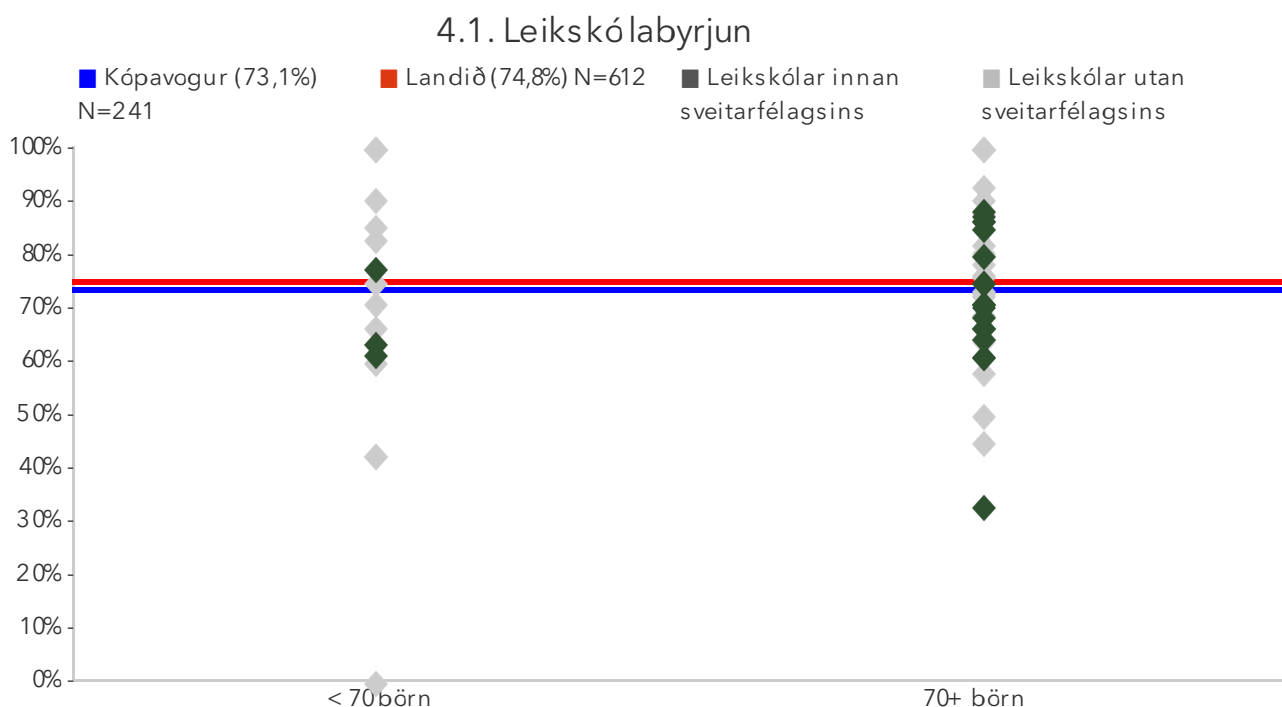 4.1. Leikskólabyrjun
Kópavogur (73,1%) N=241
Landið (74,8%) N=612
Leikskólar innan sveitarfélagsins
Leikskólar utan sveitarfélagsins
100%
90%
80%
70%
60%
50%
40%
30%
20%
10%
0%
< 70 börn
70+ börn